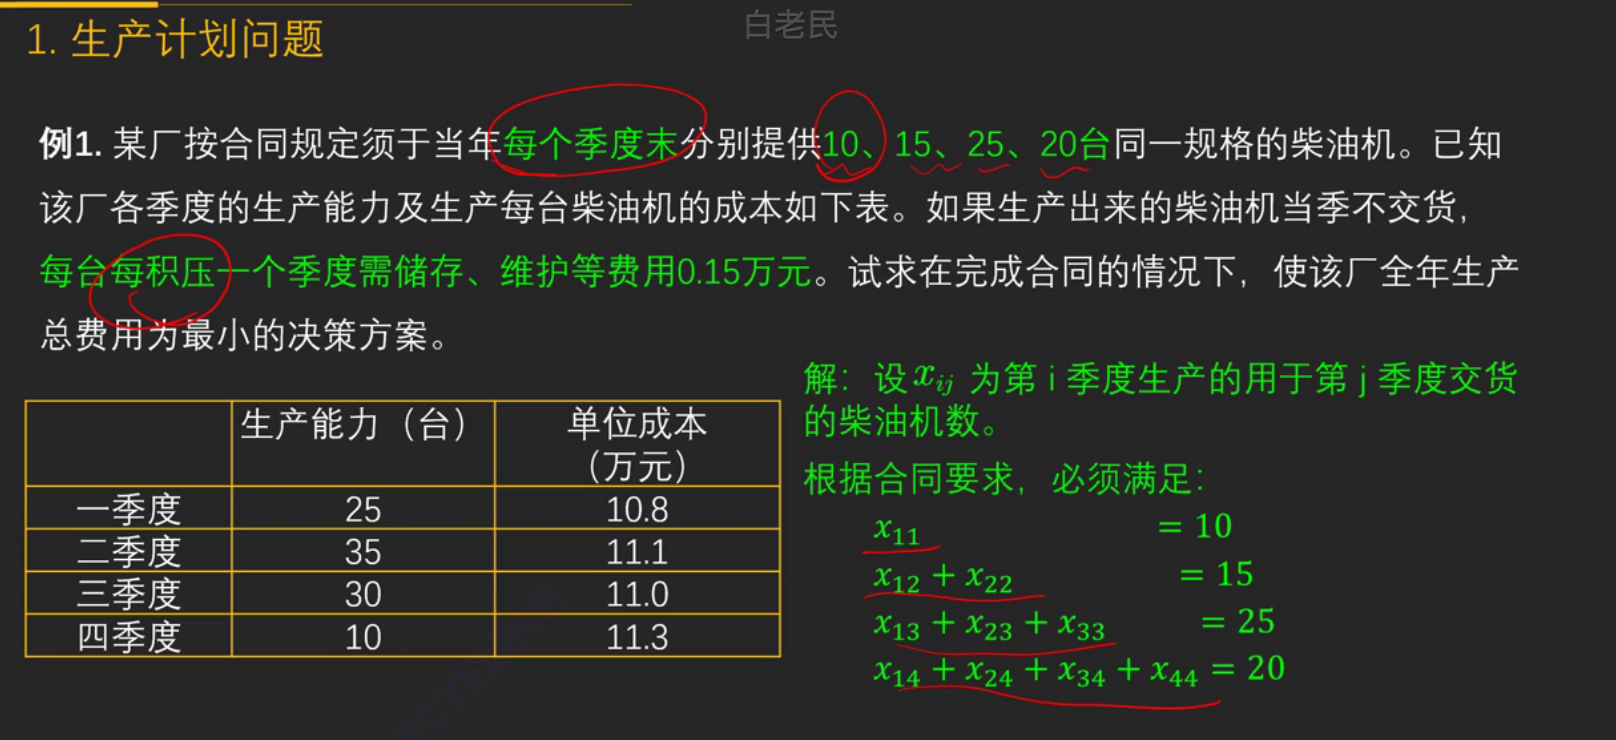 白老民
1. 生产计划问题
例1. 某厂按合同规定须于当年每个季度末分别提供10、15、25、20台同一规格的柴油机。已知
该厂各季度的生产能力及生产每台柴油机的成本如下表。如果生产出来的柴油机当季不交货，
每台每积压一个季度需储存、维护等费用0.15万元。试求在完成合同的情况下，使该厂全年生产
总费用为最小的决策方案。
生产能力（台） 单位成本
（万元）
一季度 25 10.8
二季度 35 11.1
三季度 30 11.0
四季度 10 11.3
解：设 x_{ij} 为第 i 季度生产的用于第 j 季度交货
的柴油机数。
根据合同要求，必须满足：
x_{11} = 10
x_{12} + x_{22} = 15
x_{13} + x_{23} + x_{33} = 25
x_{14} + x_{24} + x_{34} + x_{44} = 20